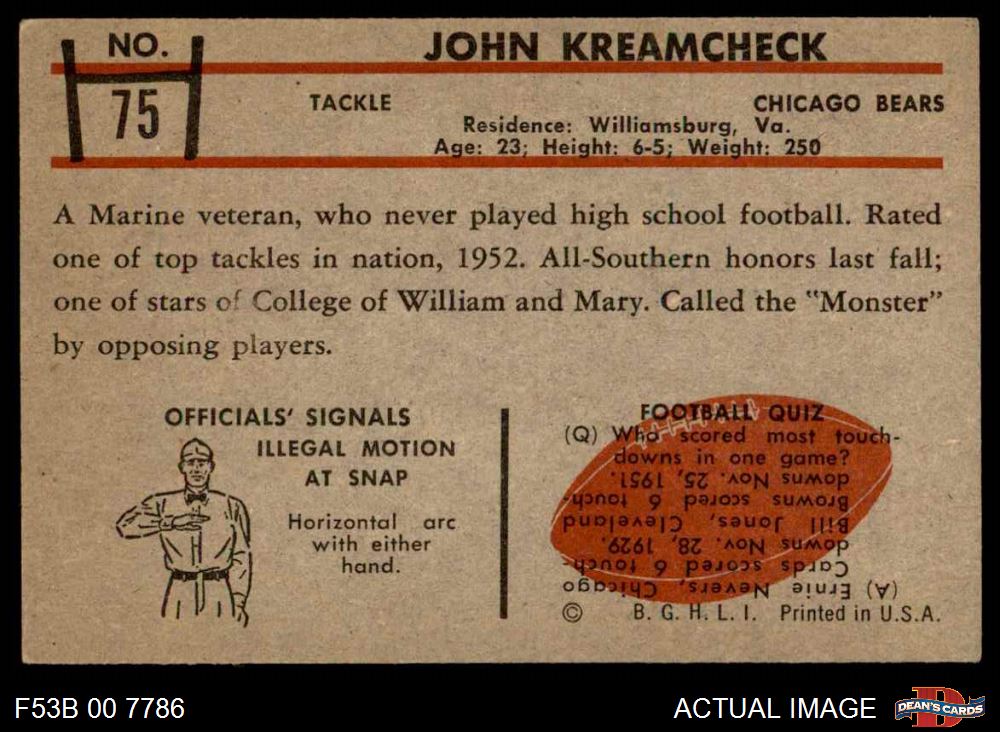 NO.
75
JOHN KREAMCHECK
TACKLE
CHICAGO BEARS
Residence: Williamsburg, Va.
Age: 23; Height: 6-5; Weight: 250
A Marine veteran, who never played high school football. Rated
one of top tackles in nation, 1952. All-Southern honors last fall;
one of stars of College of William and Mary. Called the "Monster"
by opposing players.
OFFICIALS' SIGNALS
ILLEGAL MOTION
AT SNAP
Horizontal arc
with either
hand.
FOOTBALL QUIZ
(Q) Who scored most touch-
downs in one game?
(A) Ernie Nevers, Chicago
Cards scored 6 touch-
downs Nov. 28, 1929.
Bill Jones, Cleveland
Browns scored 6 touch-
downs Nov. 25, 1951.
© B. G. H. L. I. Printed in U.S.A.
F53B 00 7786
ACTUAL IMAGE
D
DEAN'S CARDS